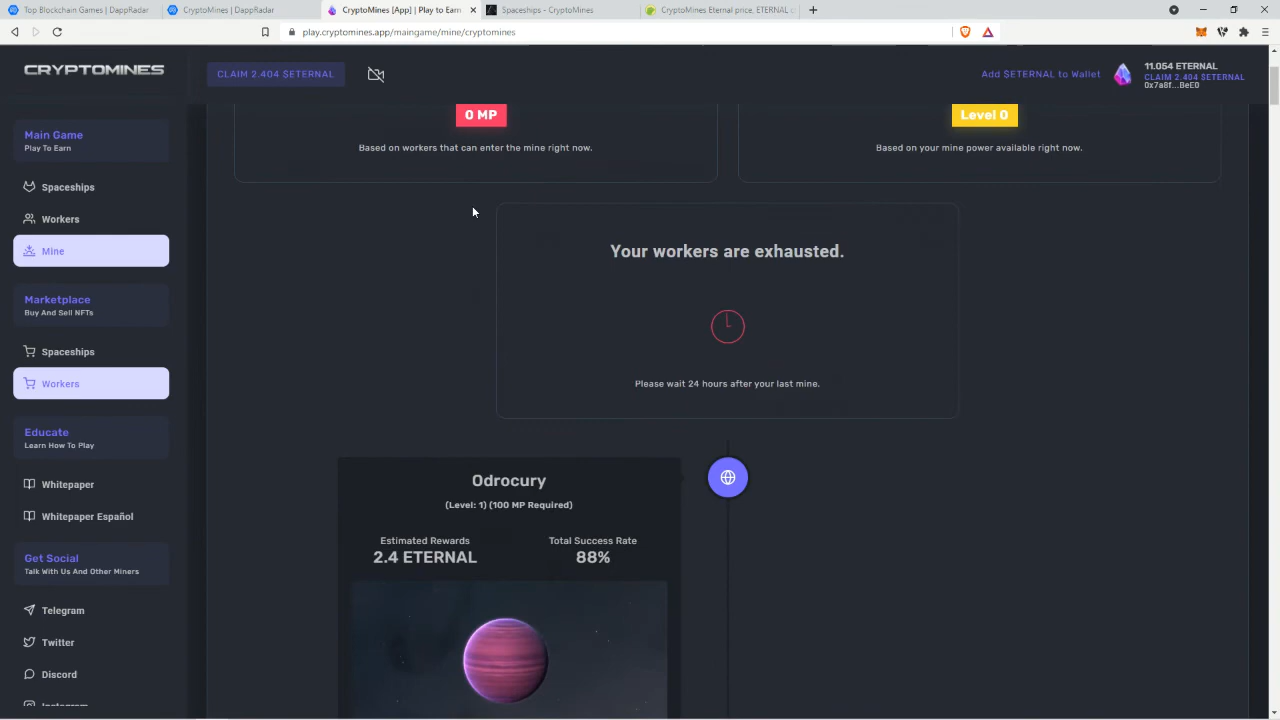 Top Blockchain Games | DappRadar
CryptoMines | DappRadar
CryptoMines [App] | Play to Earn
Spaceships - CryptoMines
CryptoMines Eternal price, ETERNAL c
play.cryptomines.app/maingame/mine/cryptomines
CRYPTOMINES
CLAIM 2.404 $ETERNAL
Add $ETERNAL to Wallet
11.054 ETERNAL
CLAIM 2.404 $ETERNAL
0x7a8f...BeE0
Main Game
Play To Earn
Spaceships
Workers
Mine
Marketplace
Buy And Sell NFTs
Spaceships
Workers
Educate
Learn How To Play
Whitepaper
Whitepaper Español
Get Social
Talk With Us And Other Miners
Telegram
Twitter
Discord
0 MP
Based on workers that can enter the mine right now.
Level 0
Based on your mine power available right now.
Your workers are exhausted.
Please wait 24 hours after your last mine.
Odrocury
(Level: 1) (100 MP Required)
Estimated Rewards
2.4 ETERNAL
Total Success Rate
88%